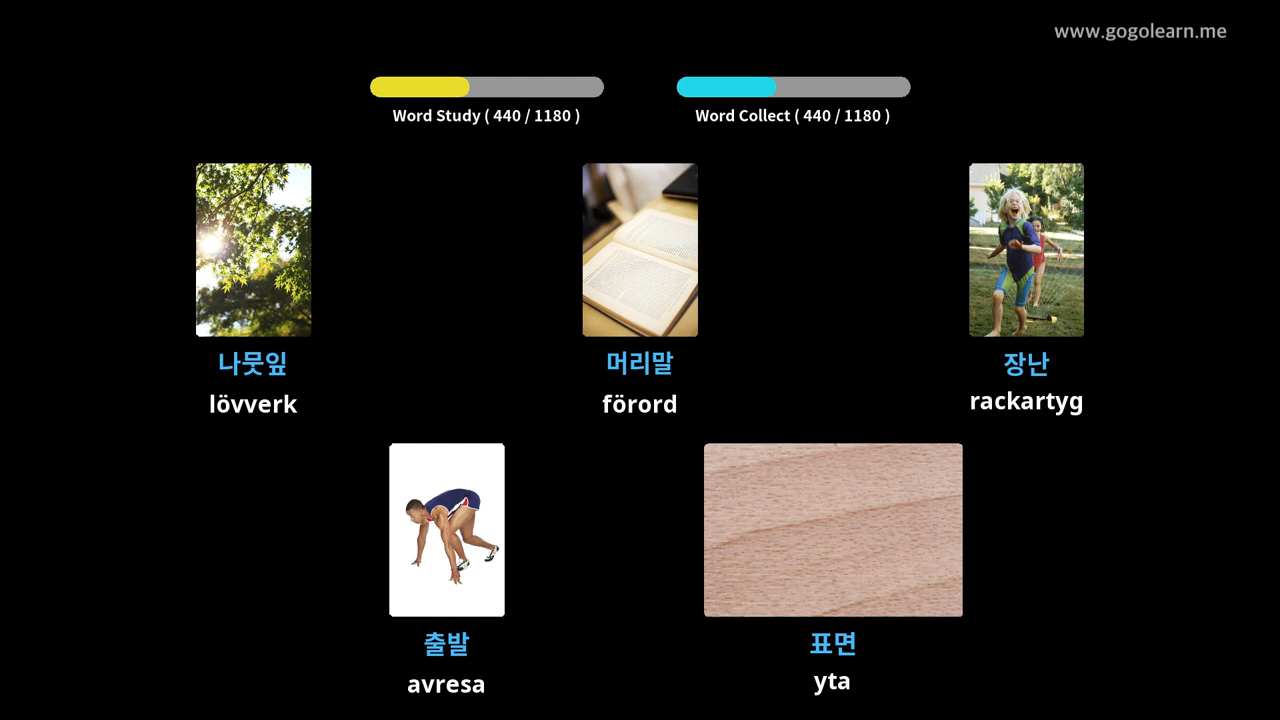 www.gogolearn.me
Word Study ( 440 / 1180 )
Word Collect ( 440 / 1180 )
나뭇잎
lövverk
머리말
förord
장난
rackartyg
출발
avresa
표면
yta